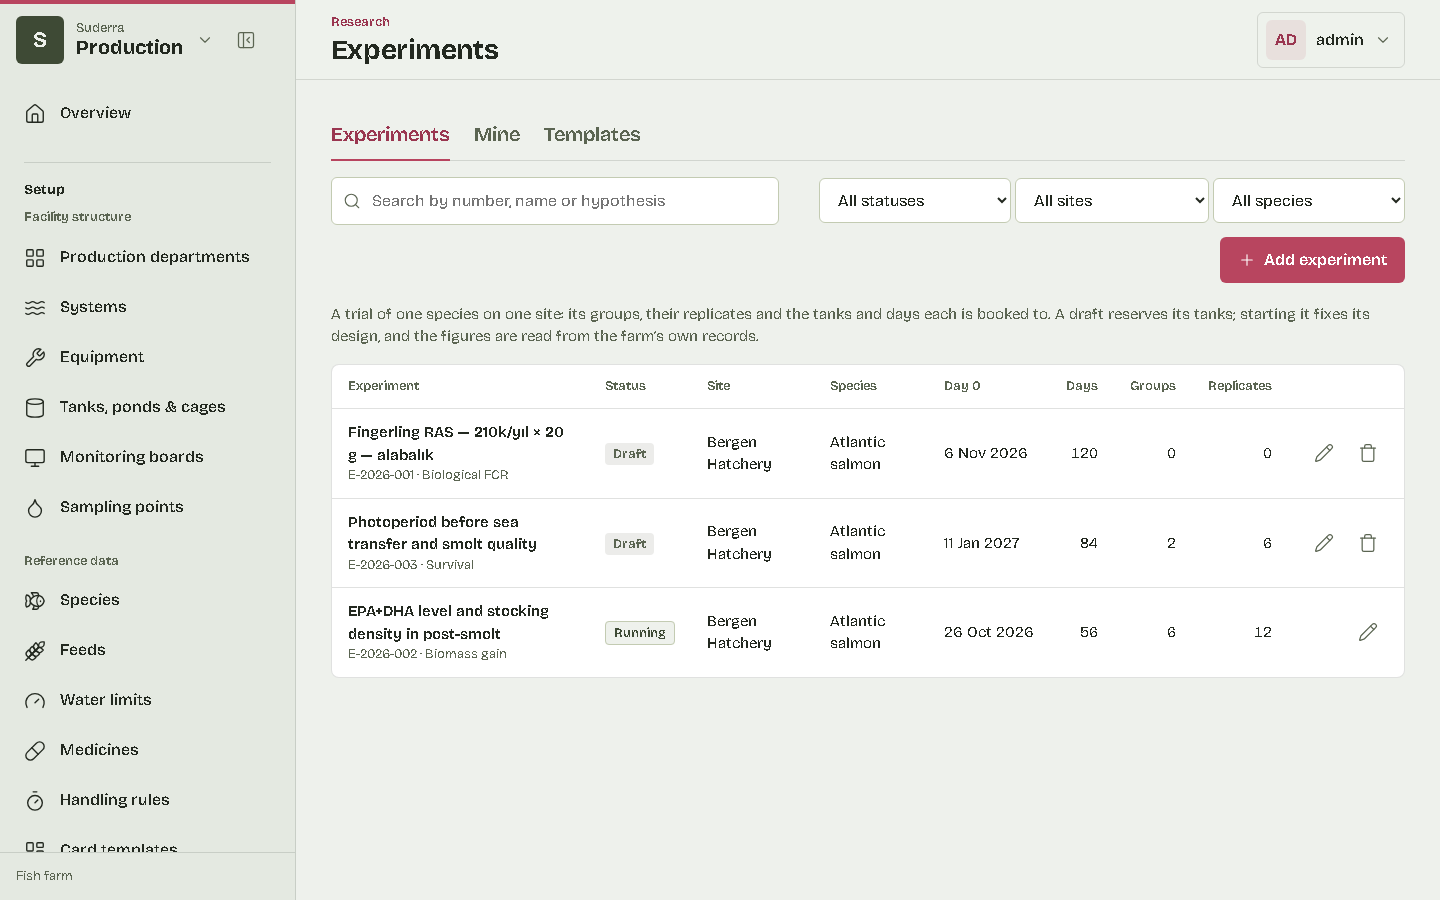 S
Suderra
Production
Overview
Setup
Facility structure
Production departments
Systems
Equipment
Tanks, ponds & cages
Monitoring boards
Sampling points
Reference data
Species
Feeds
Water limits
Medicines
Handling rules
Card templates
Fish farm
Research
Experiments
AD admin
Experiments Mine Templates
Search by number, name or hypothesis
All statuses All sites All species
+ Add experiment
A trial of one species on one site: its groups, their replicates and the tanks and days each is booked to. A draft reserves its tanks; starting it fixes its
design, and the figures are read from the farm's own records.
Experiment Status Site Species Day 0 Days Groups Replicates
Fingerling RAS — 210k/yıl × 20
g — alabalık
E-2026-001 · Biological FCR
Draft
Bergen
Hatchery
Atlantic
salmon
6 Nov 2026 120 0 0
Photoperiod before sea
transfer and smolt quality
E-2026-003 · Survival
Draft
Bergen
Hatchery
Atlantic
salmon
11 Jan 2027 84 2 6
EPA+DHA level and stocking
density in post-smolt
E-2026-002 · Biomass gain
Running
Bergen
Hatchery
Atlantic
salmon
26 Oct 2026 56 6 12